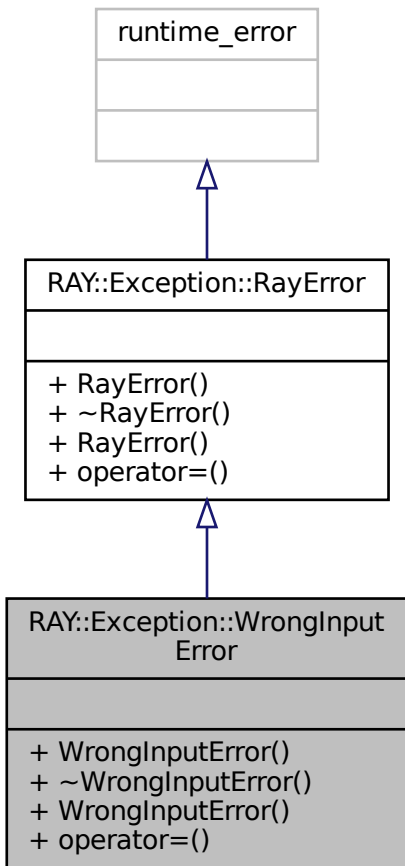 runtime_error
RAY::Exception::RayError
+ RayError()
+ ~RayError()
+ RayError()
+ operator=()
RAY::Exception::WrongInput
Error
+ WrongInputError()
+ ~WrongInputError()
+ WrongInputError()
+ operator=()